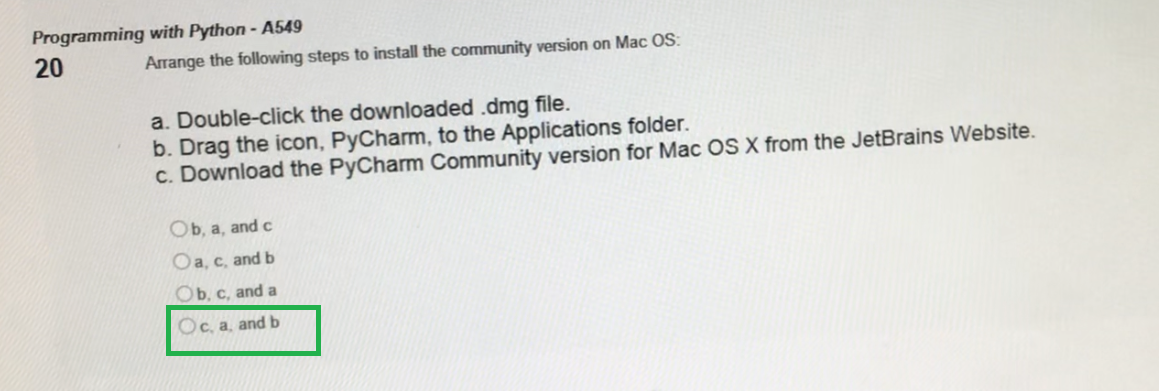 Programming with Python - A549
20 Arrange the following steps to install the community version on Mac OS:
a. Double-click the downloaded .dmg file.
b. Drag the icon, PyCharm, to the Applications folder.
c. Download the PyCharm Community version for Mac OS X from the JetBrains Website.
b, a, and c
a, c, and b
b, c, and a
c, a, and b